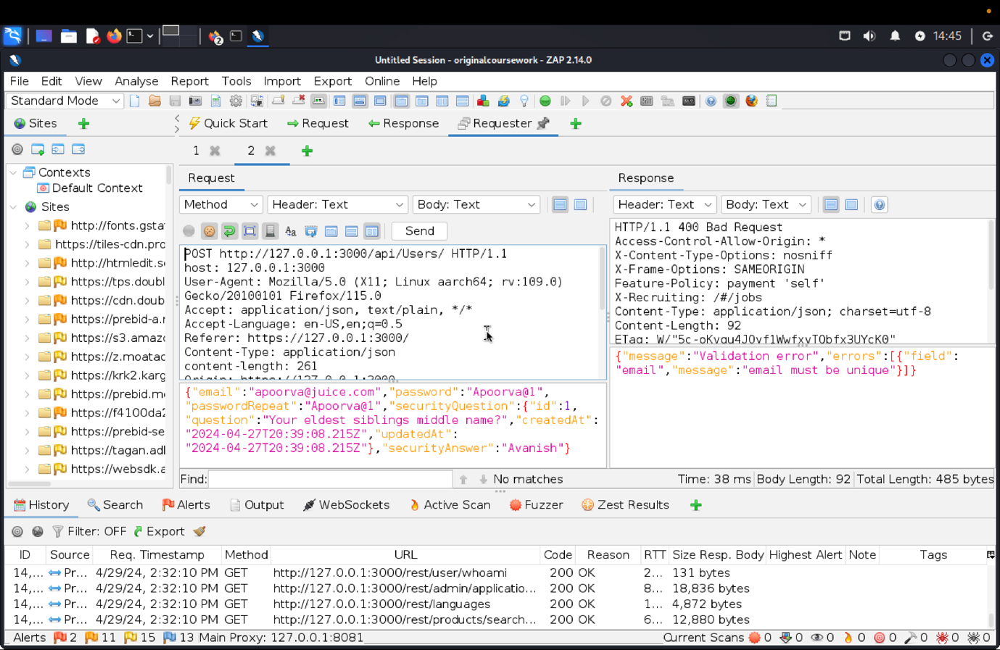 14:45
Untitled Session - originalcoursework - ZAP 2.14.0
File Edit View Analyse Report Tools Import Export Online Help
Standard Mode
Sites
Quick Start Request Response Requester
1 2
Contexts
Default Context
Sites
http://fonts.gsta
https://tiles-cdn.pro
http://htmledit.s
https://tps.doubl
https://cdn.doub
https://prebid-a.r
https://s3.amazo
https://z.moatac
https://krk2.karg
http://prebid.m
https://f4100da2
https://prebid-se
https://tagan.adl
https://websdk.a
Request
Method Header: Text Body: Text
Send
POST http://127.0.0.1:3000/api/Users/ HTTP/1.1
host: 127.0.0.1:3000
User-Agent: Mozilla/5.0 (X11; Linux aarch64; rv:109.0)
Gecko/20100101 Firefox/115.0
Accept: application/json, text/plain, */*
Accept-Language: en-US,en;q=0.5
Referer: https://127.0.0.1:3000/
Content-Type: application/json
content-length: 261
Origin: https://127.0.0.1:3000
{"email":"apoorva@juice.com","password":"Apoorva@1",
"passwordRepeat":"Apoorva@1","securityQuestion":{"id":1,
"question":"Your eldest siblings middle name?","createdAt":
"2024-04-27T20:39:08.215Z","updatedAt":
"2024-04-27T20:39:08.215Z"},"securityAnswer":"Avanish"}
Response
Header: Text Body: Text
HTTP/1.1 400 Bad Request
Access-Control-Allow-Origin: *
X-Content-Type-Options: nosniff
X-Frame-Options: SAMEORIGIN
Feature-Policy: payment 'self'
X-Recruiting: /#/jobs
Content-Type: application/json; charset=utf-8
Content-Length: 92
ETag:
{"message":"Validation error","errors":[{"field":
"email","message":"email must be unique"}]}
Find: No matches Time: 38 ms Body Length: 92 Total Length: 485 bytes
History Search Alerts Output WebSockets Active Scan Fuzzer Zest Results
Filter: OFF Export
ID Source Req. Timestamp Method URL Code Reason RTT Size Resp. Body Highest Alert Note Tags
14,... Pr... 4/29/24, 2:32:10 PM GET http://127.0.0.1:3000/rest/user/whoami 200 OK 2... 131 bytes
14,... Pr... 4/29/24, 2:32:10 PM GET http://127.0.0.1:3000/rest/admin/applicatio... 200 OK 8... 18,836 bytes
14,... Pr... 4/29/24, 2:32:10 PM GET http://127.0.0.1:3000/rest/languages 200 OK 1... 4,872 bytes
14,... Pr... 4/29/24, 2:32:10 PM GET http://127.0.0.1:3000/rest/products/search... 200 OK 6... 12,880 bytes
Alerts 2 11 15 13 Main Proxy: 127.0.0.1:8081 Current Scans 0 0 0 0 0 0 0 0